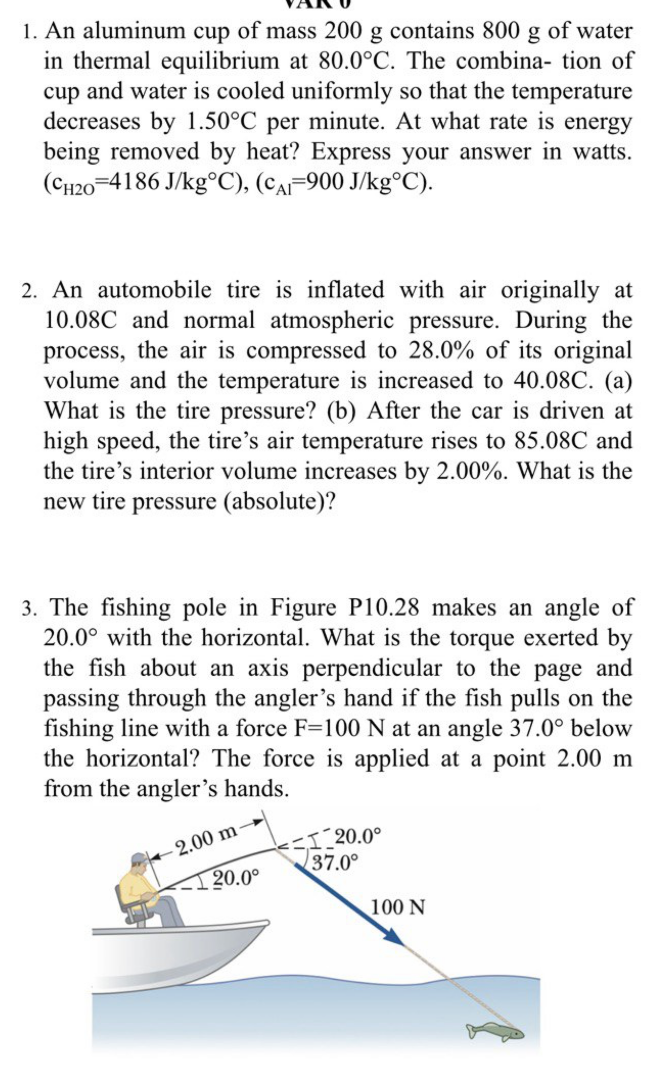 1. An aluminum cup of mass 200 g contains 800 g of water
in thermal equilibrium at 80.0°C. The combina- tion of
cup and water is cooled uniformly so that the temperature
decreases by 1.50°C per minute. At what rate is energy
being removed by heat? Express your answer in watts.
(cH2O=4186 J/kg°C), (cAl=900 J/kg°C).
2. An automobile tire is inflated with air originally at
10.08C and normal atmospheric pressure. During the
process, the air is compressed to 28.0% of its original
volume and the temperature is increased to 40.08C. (a)
What is the tire pressure? (b) After the car is driven at
high speed, the tire’s air temperature rises to 85.08C and
the tire’s interior volume increases by 2.00%. What is the
new tire pressure (absolute)?
3. The fishing pole in Figure P10.28 makes an angle of
20.0° with the horizontal. What is the torque exerted by
the fish about an axis perpendicular to the page and
passing through the angler’s hand if the fish pulls on the
fishing line with a force F=100 N at an angle 37.0° below
the horizontal? The force is applied at a point 2.00 m
from the angler’s hands.
2.00 m
20.0°
20.0°
37.0°
100 N